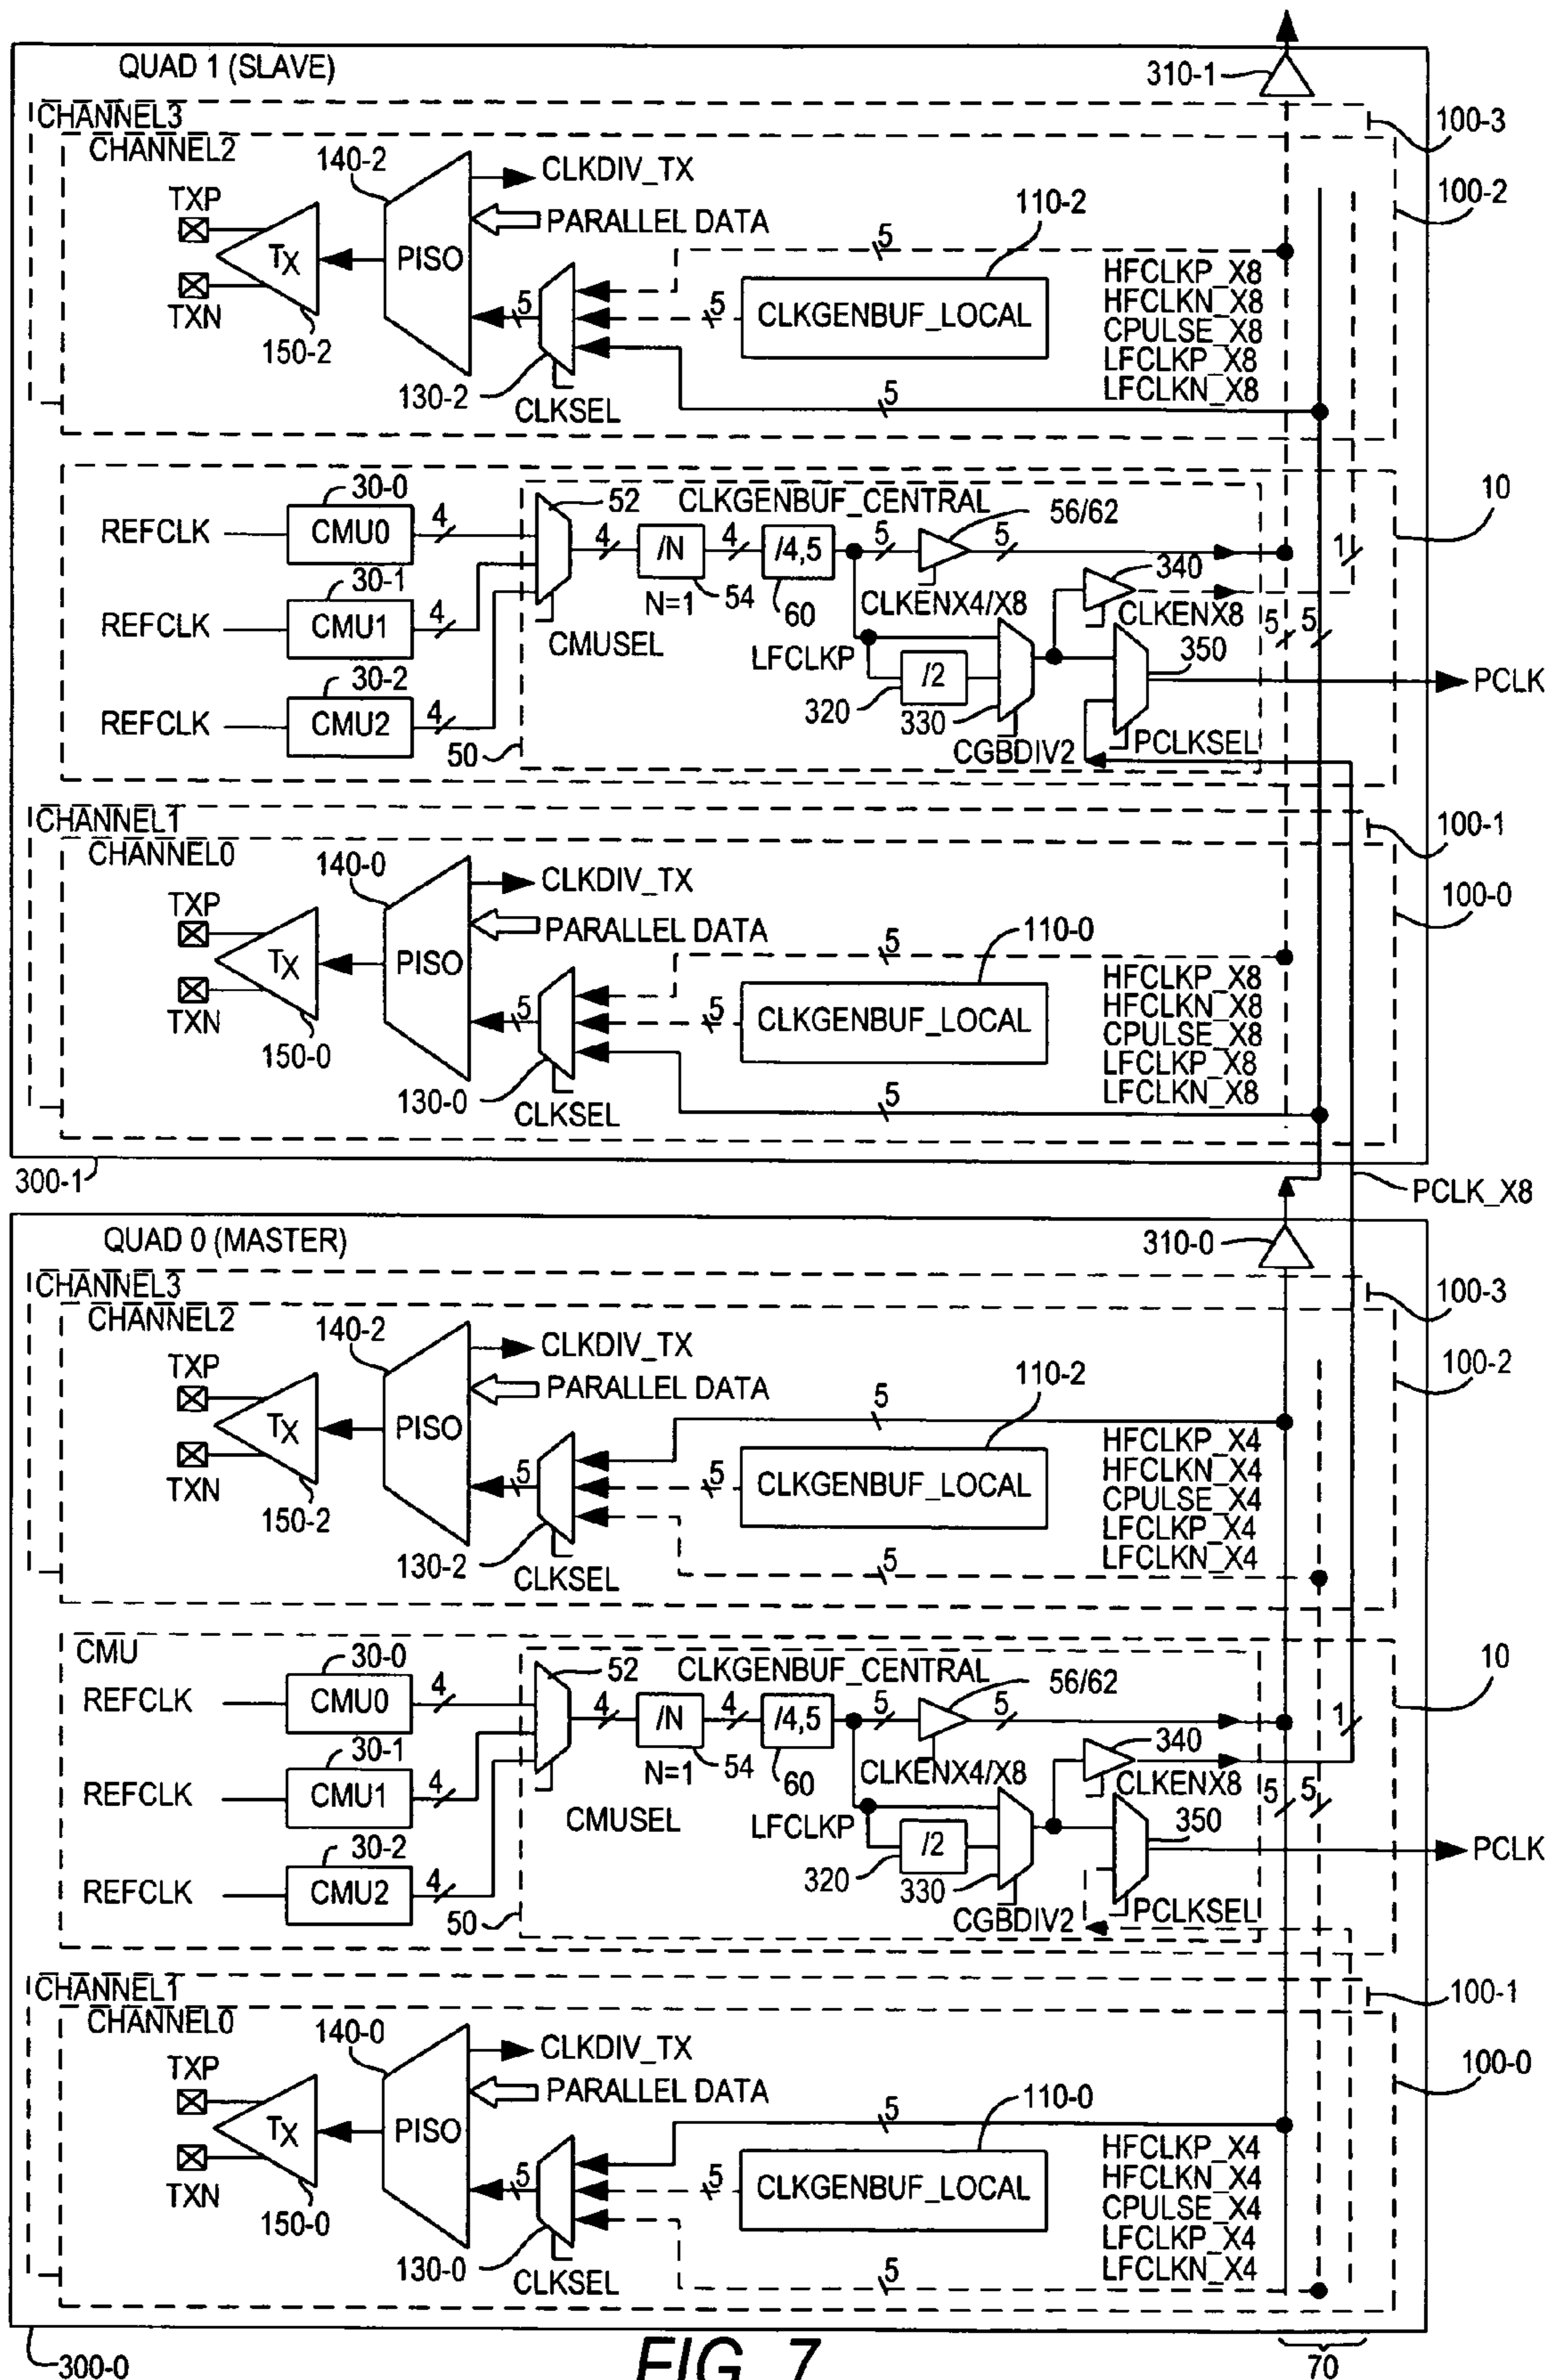 QUAD 1 (SLAVE)
310-1
CHANNEL3
100-3
CHANNEL2
140-2
CLKDIV_TX
TXP
110-2
100-2
PARALLEL DATA
5
TX
PISO
HFCLKP_X8
HFCLKN_X8
CPULSE_X8
LFCLKP_X8
LFCLKN_X8
5
5
CLKGENBUF_LOCAL
TXN
150-2
130-2
CLKSEL
5
30-0
52
CLKGENBUF_CENTRAL
56/62
10
REFCLK
CMU0
4
4
/N
4
/4,5
5
5
1
340
30-1
N=1
54
60
CLKENX4/X8
CLKENX8
REFCLK
CMU1
4
5
5
CMUSEL
LFCLKP
350
30-2
/2
PCLK
REFCLK
CMU2
4
320
330
50
CGBDIV2
PCLKSEL
CHANNEL1
100-1
CHANNEL0
140-0
CLKDIV_TX
TXP
110-0
100-0
PARALLEL DATA
5
TX
PISO
HFCLKP_X8
HFCLKN_X8
CPULSE_X8
LFCLKP_X8
LFCLKN_X8
5
5
CLKGENBUF_LOCAL
TXN
150-0
130-0
CLKSEL
5
300-1
PCLK_X8
QUAD 0 (MASTER)
310-0
CHANNEL3
100-3
CHANNEL2
140-2
CLKDIV_TX
TXP
110-2
100-2
PARALLEL DATA
5
TX
PISO
HFCLKP_X4
HFCLKN_X4
CPULSE_X4
LFCLKP_X4
LFCLKN_X4
5
5
CLKGENBUF_LOCAL
TXN
150-2
130-2
CLKSEL
5
CMU
30-0
52
CLKGENBUF_CENTRAL
56/62
10
REFCLK
CMU0
4
4
/N
4
/4,5
5
5
1
340
30-1
N=1
54
60
CLKENX4/X8
CLKENX8
REFCLK
CMU1
4
5
5
CMUSEL
LFCLKP
350
30-2
/2
PCLK
REFCLK
CMU2
4
320
330
50
CGBDIV2
PCLKSEL
CHANNEL1
100-1
CHANNEL0
140-0
CLKDIV_TX
TXP
110-0
100-0
PARALLEL DATA
5
TX
PISO
HFCLKP_X4
HFCLKN_X4
CPULSE_X4
LFCLKP_X4
LFCLKN_X4
5
5
CLKGENBUF_LOCAL
TXN
150-0
130-0
CLKSEL
5
300-0
FIG. 7
70